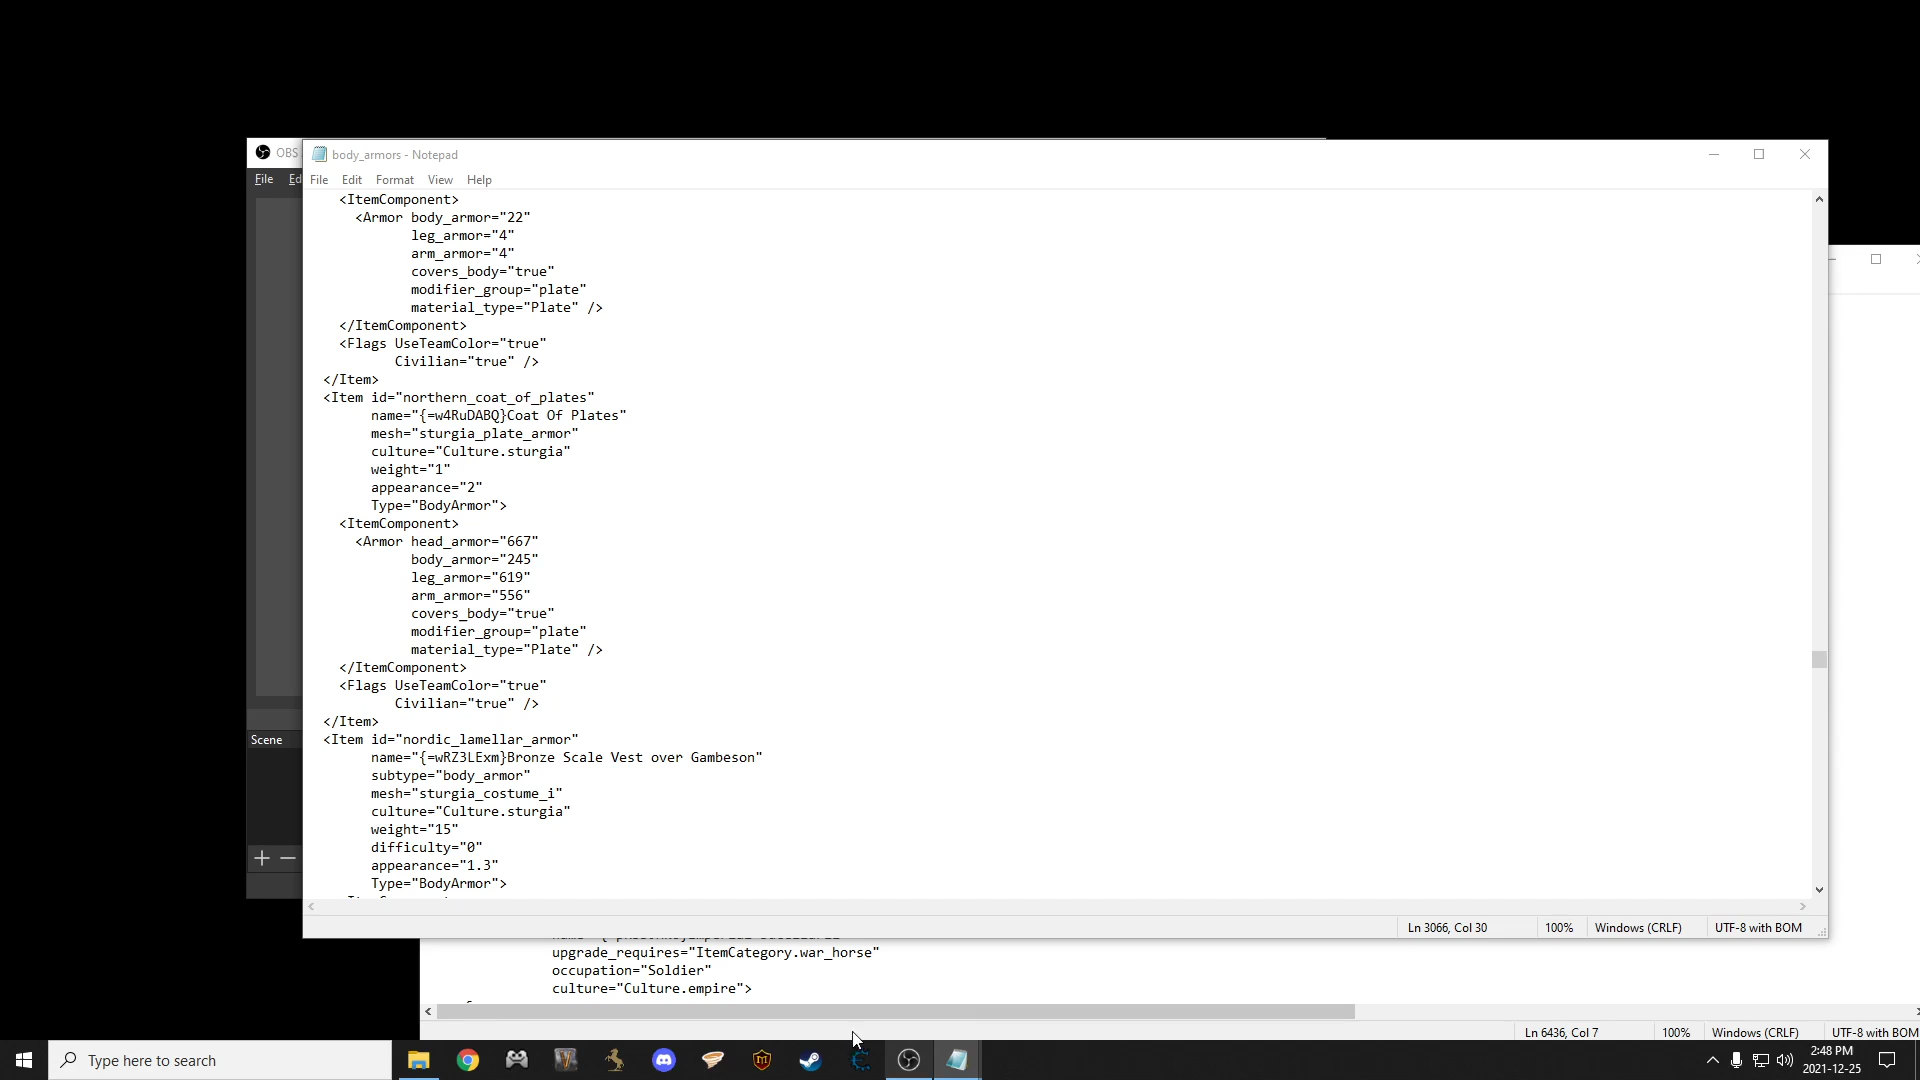 OBS
body_armors - Notepad
File
Ed
File Edit Format View Help
<ItemComponent>
<Armor body_armor="22"
leg_armor="4"
arm_armor="4"
covers_body="true"
modifier_group="plate"
material_type="Plate" />
</ItemComponent>
<Flags UseTeamColor="true"
Civilian="true" />
</Item>
<Item id="northern_coat_of_plates"
name="{=w4RuDABQ}Coat Of Plates"
mesh="sturgia_plate_armor"
culture="Culture.sturgia"
weight="1"
appearance="2"
Type="BodyArmor">
<ItemComponent>
<Armor head_armor="667"
body_armor="245"
leg_armor="619"
arm_armor="556"
covers_body="true"
modifier_group="plate"
material_type="Plate" />
</ItemComponent>
<Flags UseTeamColor="true"
Civilian="true" />
</Item>
<Item id="nordic_lamellar_armor"
name="{=wRZ3LExm}Bronze Scale Vest over Gambeson"
subtype="body_armor"
mesh="sturgia_costume_i"
culture="Culture.sturgia"
weight="15"
difficulty="0"
appearance="1.3"
Type="BodyArmor">
Scene
Ln 3066, Col 30 100% Windows (CRLF) UTF-8 with BOM
upgrade_requires="ItemCategory.war_horse"
occupation="Soldier"
culture="Culture.empire">
Ln 6436, Col 7 100% Windows (CRLF) UTF-8 with BOM
Type here to search
2:48 PM
2021-12-25